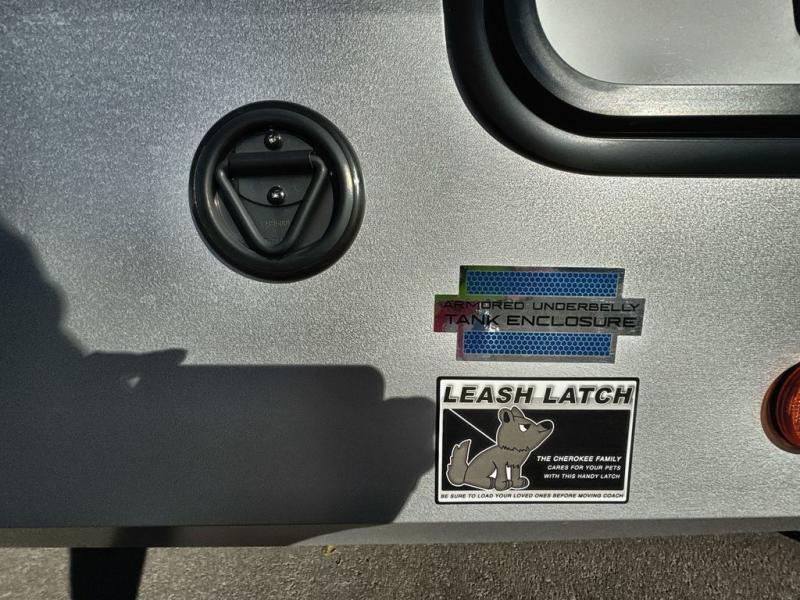 ARMORED UNDERBELLY
TANK ENCLOSURE
LEASH LATCH
THE CHEROKEE FAMILY
CARES FOR YOUR PETS
WITH THIS HANDY LATCH
BE SURE TO LOAD YOUR LOVED ONES BEFORE MOVING COACH